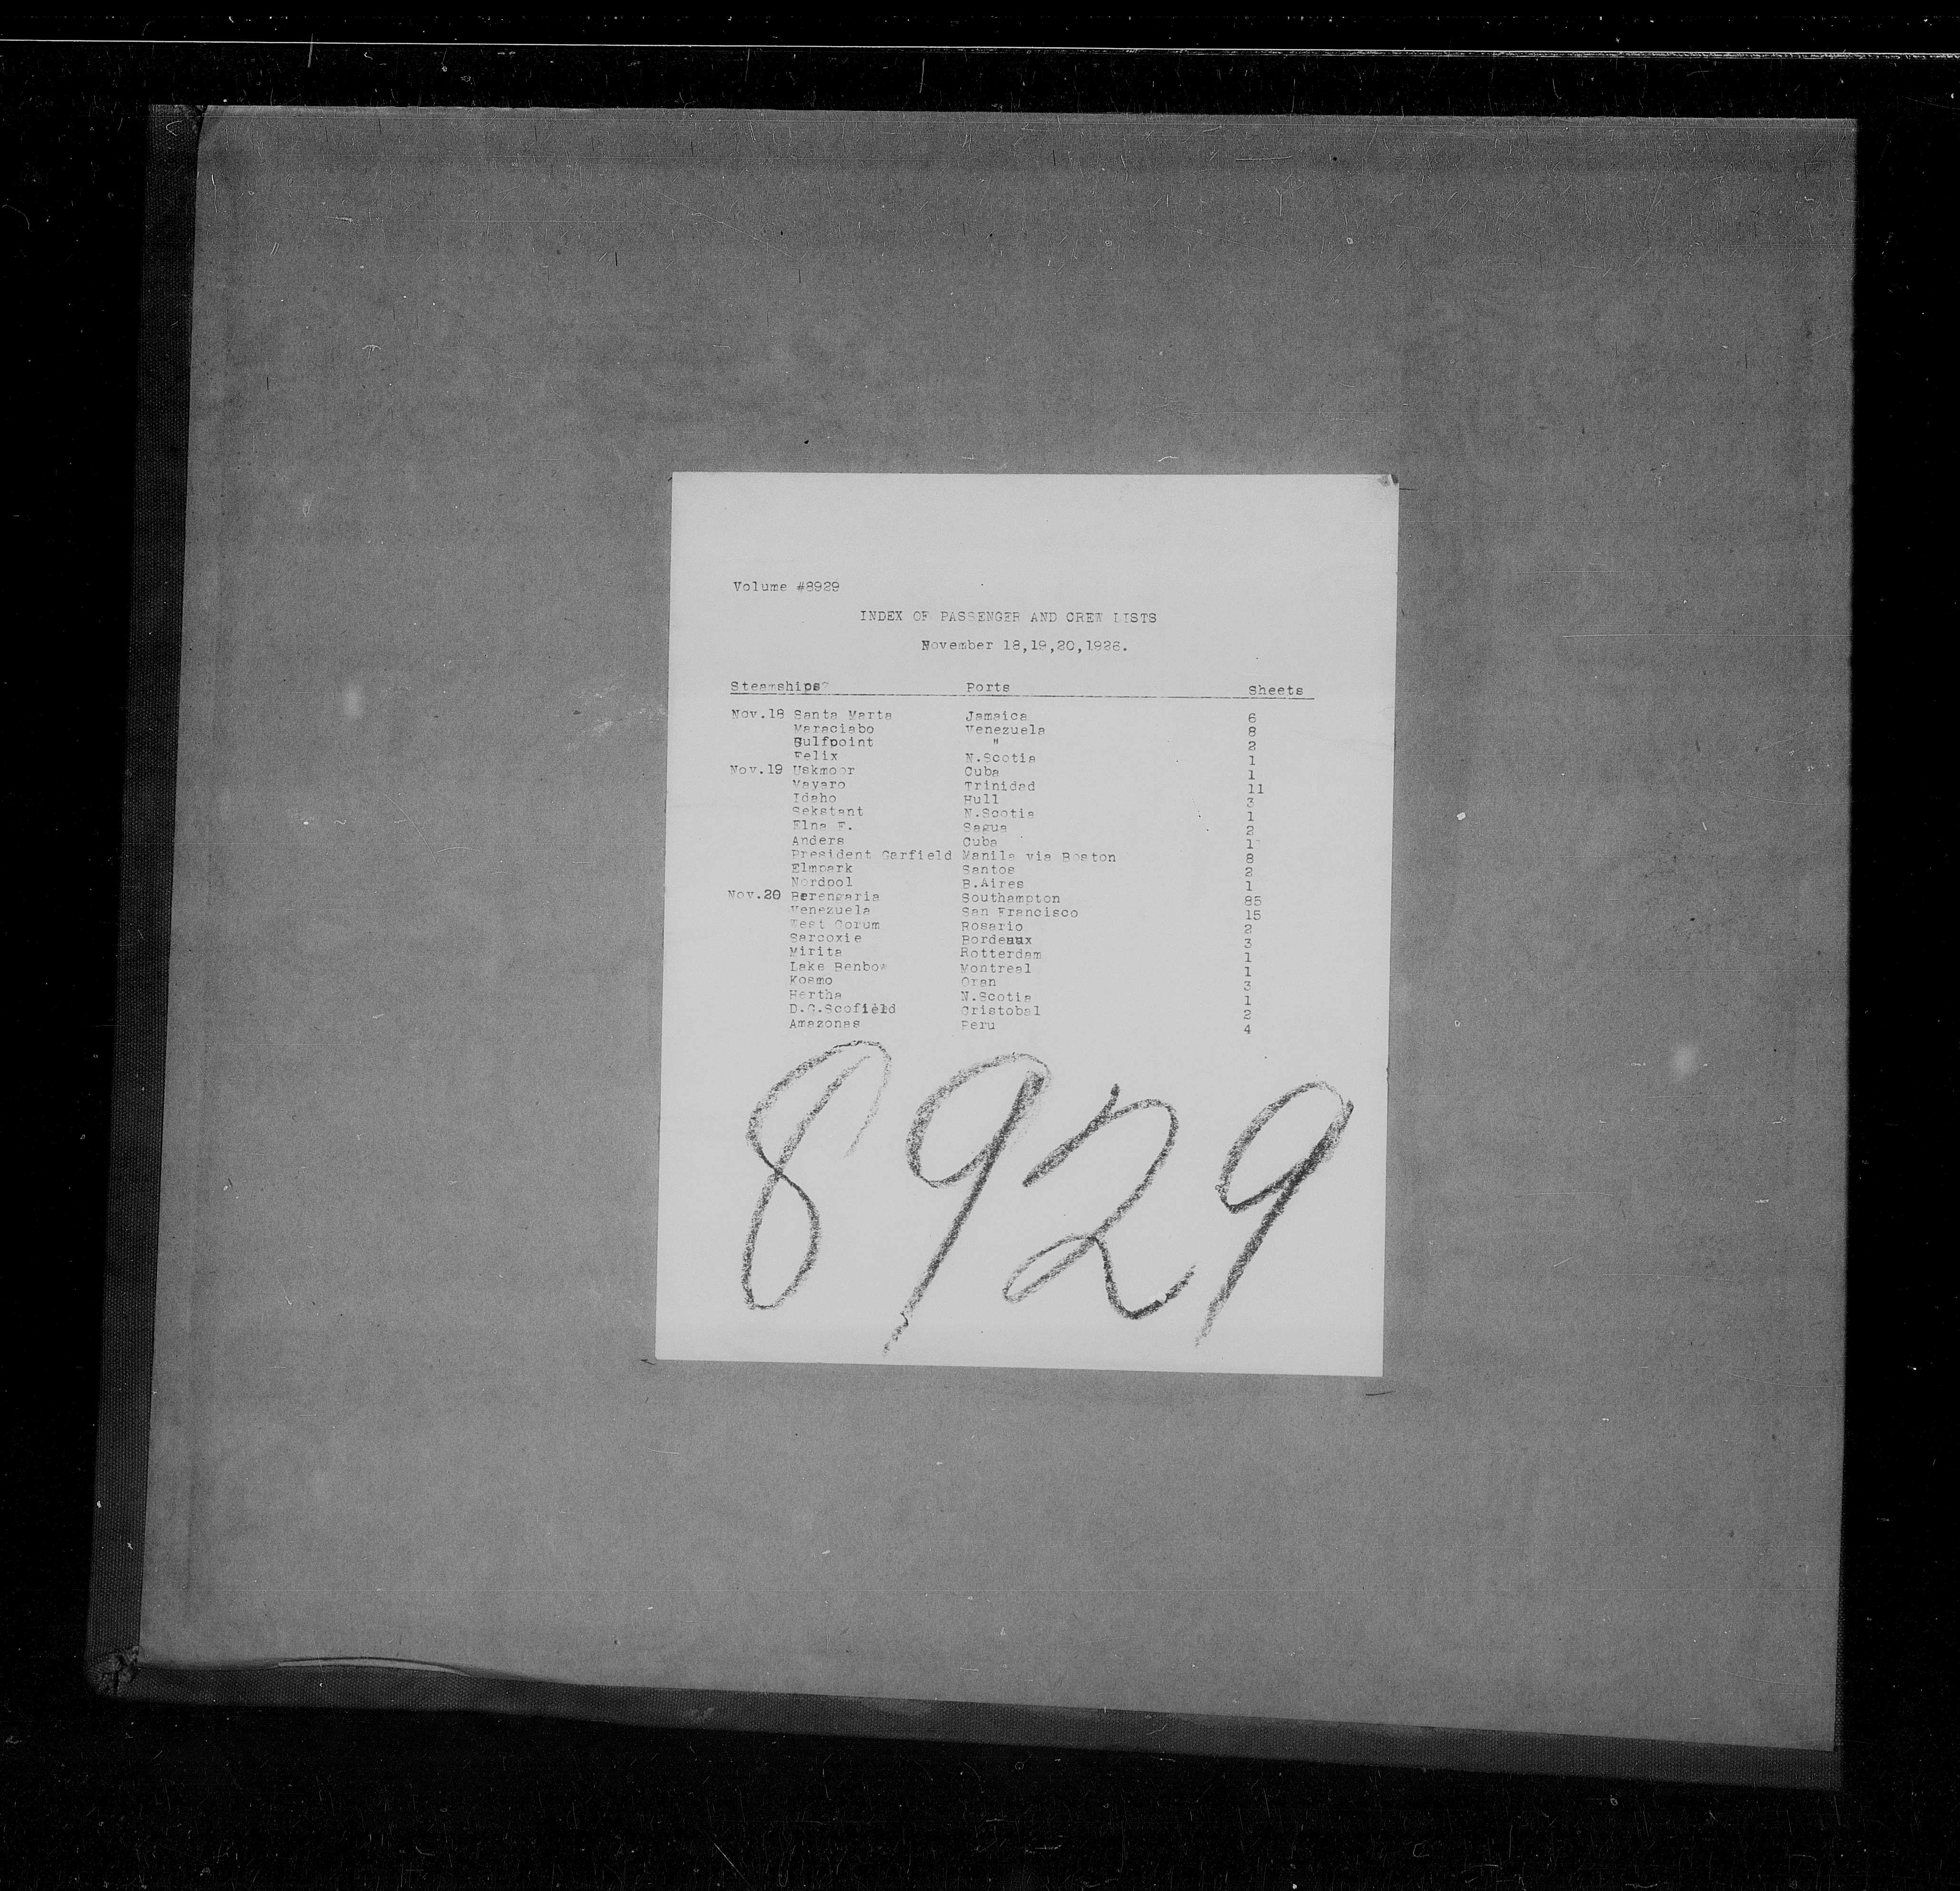 Volume #8929
INDEX OF PASSENGER AND CREW LISTS
November 18,19,20,1926.
Steamships Ports Sheets
Nov.18 Santa Marta Jamaica 6
Maraciabo Venezuela 8
Gulfpoint " 2
Felix N.Scotia 1
Nov.19 Uskmoor Cuba 1
Mayaro Trinidad 11
Idaho Hull 3
Sekstant N.Scotia 1
Elna E. Sagua 2
Anders Cuba 1
President Garfield Manila via Boston 8
Elmpark Santos 2
Nordpol B.Aires 1
Nov.20 Berengaria Southampton 85
Venezuela San Francisco 15
West Corum Rosario 2
Sarcoxie Bordeaux 3
Mirita Rotterdam 1
Lake Benbow Montreal 1
Kosmo Oran 3
Hertha N.Scotia 1
D.G.Scofield Cristobal 2
Amazonas Peru 4
8929